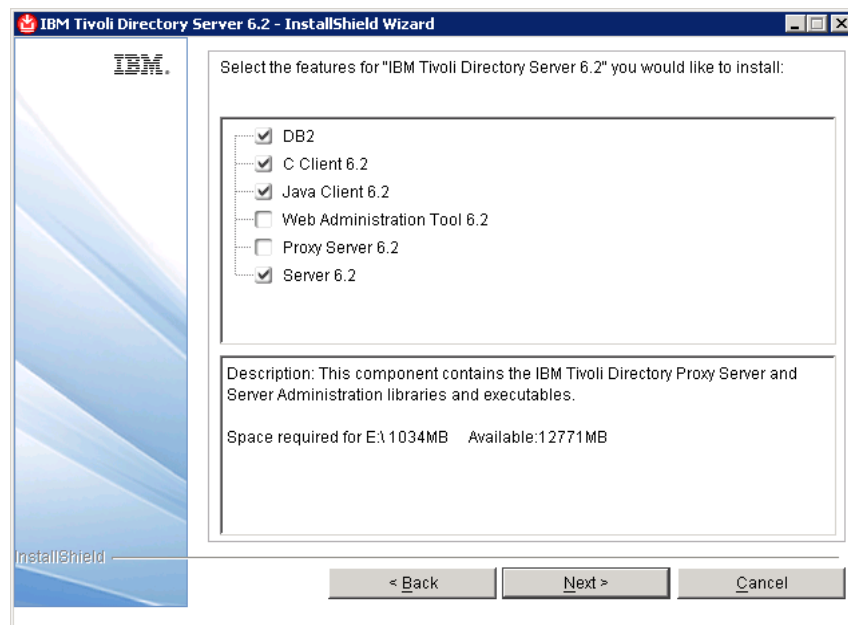 IBM Tivoli Directory Server 6.2 - InstallShield Wizard
IBM.
Select the features for "IBM Tivoli Directory Server 6.2" you would like to install:
DB2
C Client 6.2
Java Client 6.2
Web Administration Tool 6.2
Proxy Server 6.2
Server 6.2
Description: This component contains the IBM Tivoli Directory Proxy Server and
Server Administration libraries and executables.
Space required for E:\ 1034MB Available:12771MB
InstallShield
< Back
Next >
Cancel